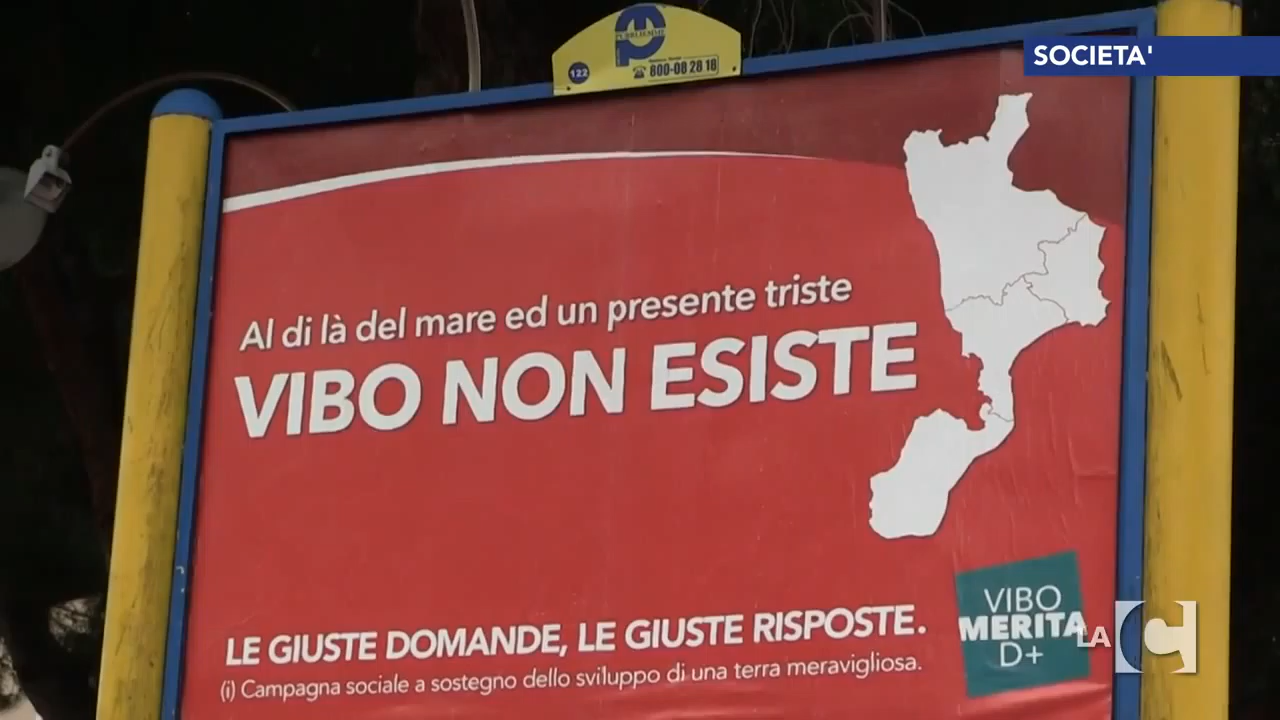 SOCIETA'
PUBBLIEMME
122
800-08 28 18
Al di là del mare ed un presente triste
VIBO NON ESISTE
LE GIUSTE DOMANDE, LE GIUSTE RISPOSTE.
(i) Campagna sociale a sostegno dello sviluppo di una terra meravigliosa.
VIBO
MERITA
D+
LA C